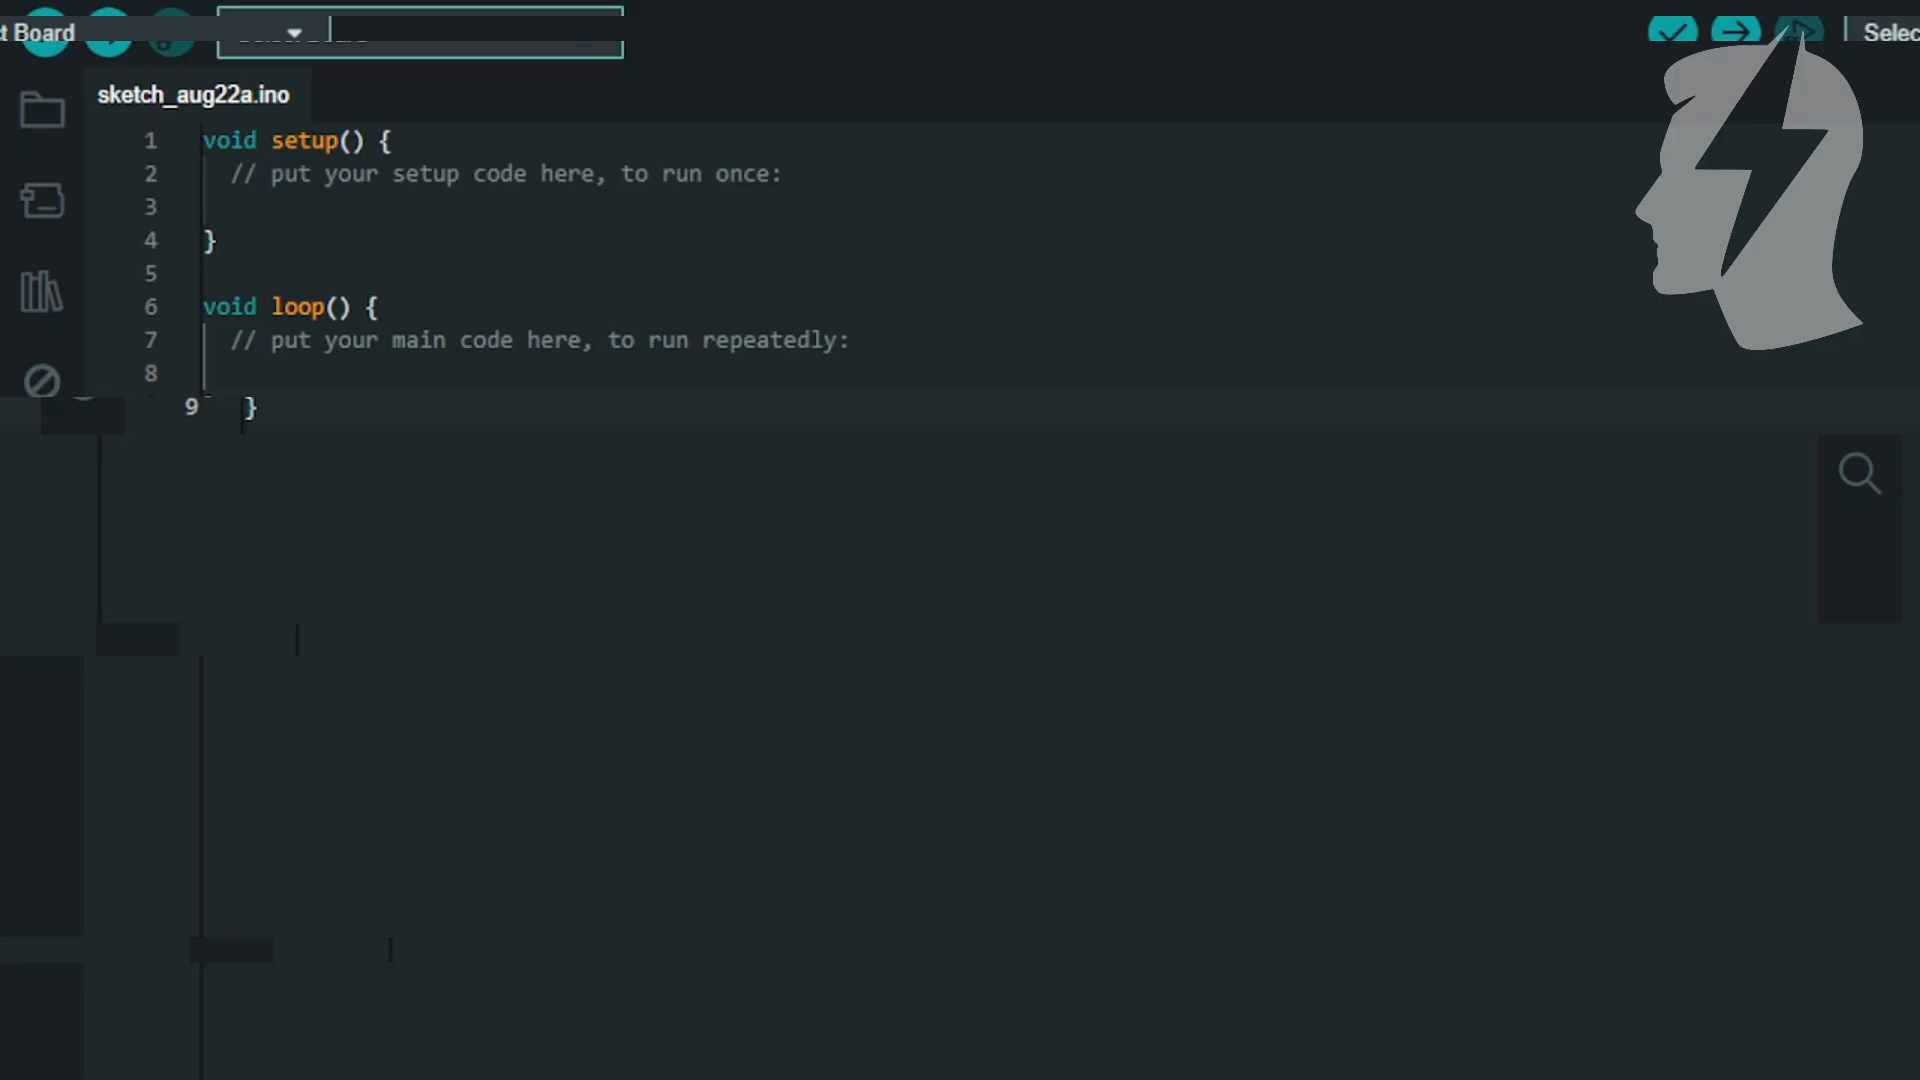 t Board
Selec
sketch_aug22a.ino
1 void setup() {
2 // put your setup code here, to run once:
3
4 }
5
6 void loop() {
7 // put your main code here, to run repeatedly:
8
9 }